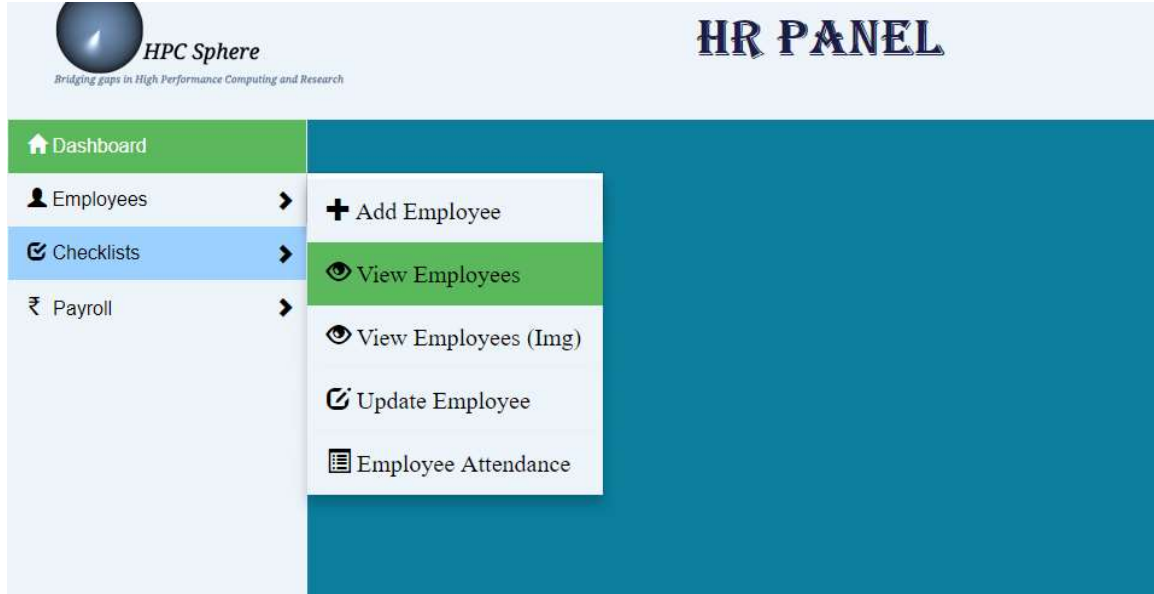 HPC Sphere
Bridging gaps in High Performance Computing and Research
HR PANEL
Dashboard
Employees
Checklists
₹ Payroll
Add Employee
View Employees
View Employees (Img)
Update Employee
Employee Attendance